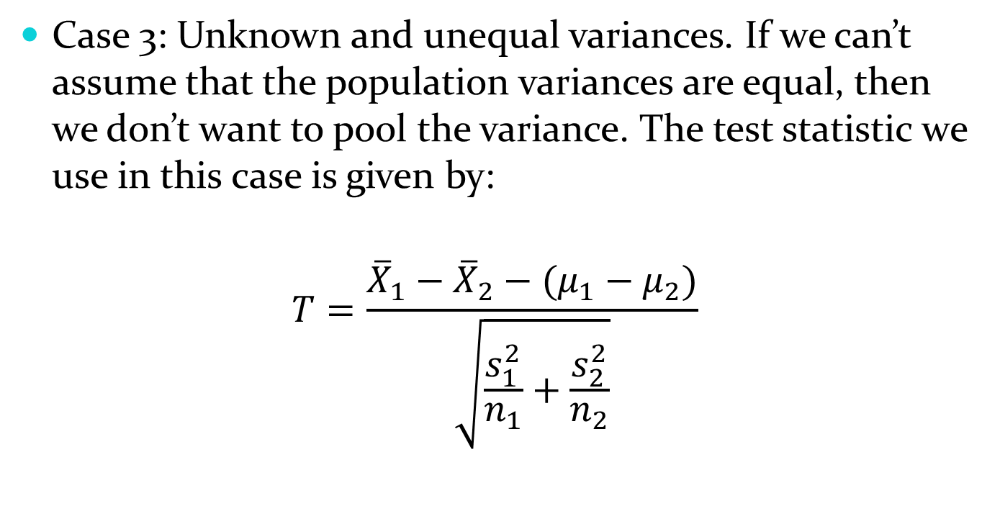 • Case 3: Unknown and unequal variances. If we can’t
assume that the population variances are equal, then
we don’t want to pool the variance. The test statistic we
use in this case is given by:
T = \frac{\bar{X}_1 − \bar{X}_2 − (μ_1 − μ_2)}{\sqrt{\frac{s_1^2}{n_1} + \frac{s_2^2}{n_2}}}